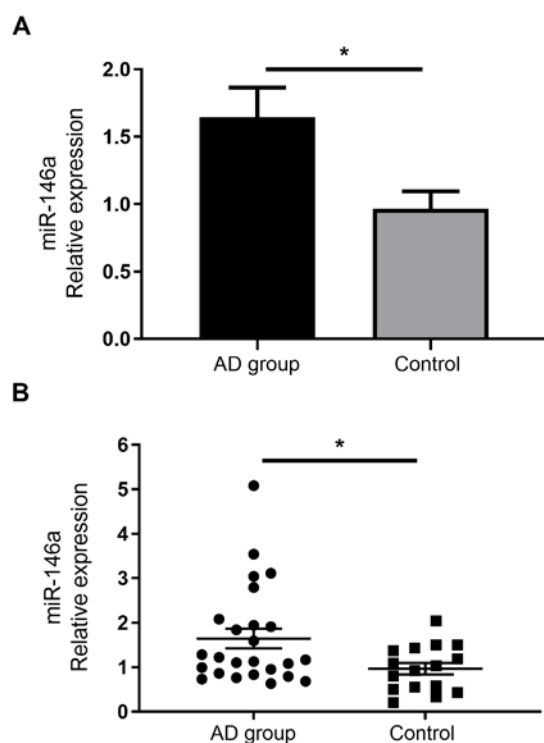 A
*
miR-146a
Relative expression
2.0
1.5
1.0
0.5
0.0
AD group Control
B
*
miR-146a
Relative expression
6
5
4
3
2
1
0
AD group Control